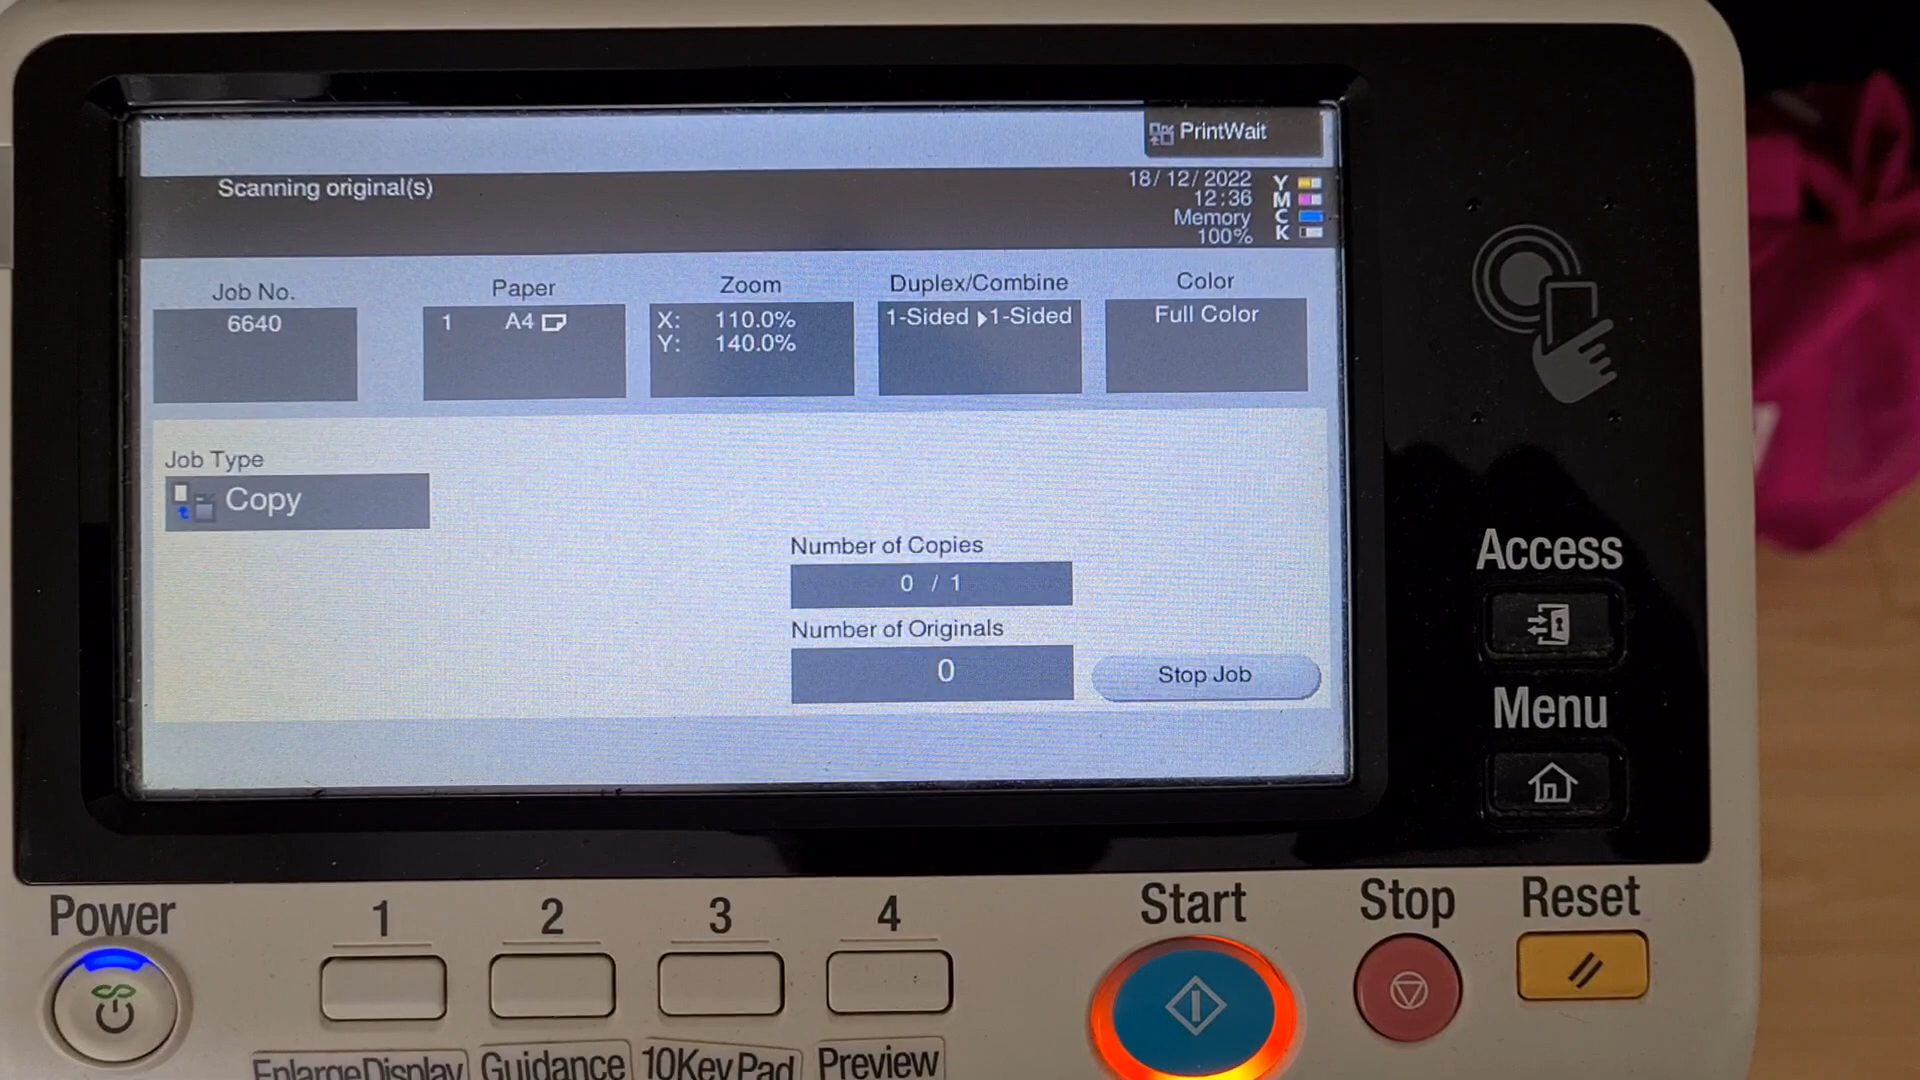 PrintWait
Scanning original(s)
18/12/2022
12:36
Memory
100%
Y
M
C
K
Job No.
6640
Paper
1 A4
Zoom
X: 110.0%
Y: 140.0%
Duplex/Combine
1-Sided ▸1-Sided
Color
Full Color
Job Type
Copy
Number of Copies
0 / 1
Number of Originals
0
Stop Job
Access
Menu
Power
1
2
3
4
Start
Stop
Reset
EnlargeDisplay
Guidance
10KeyPad
Preview